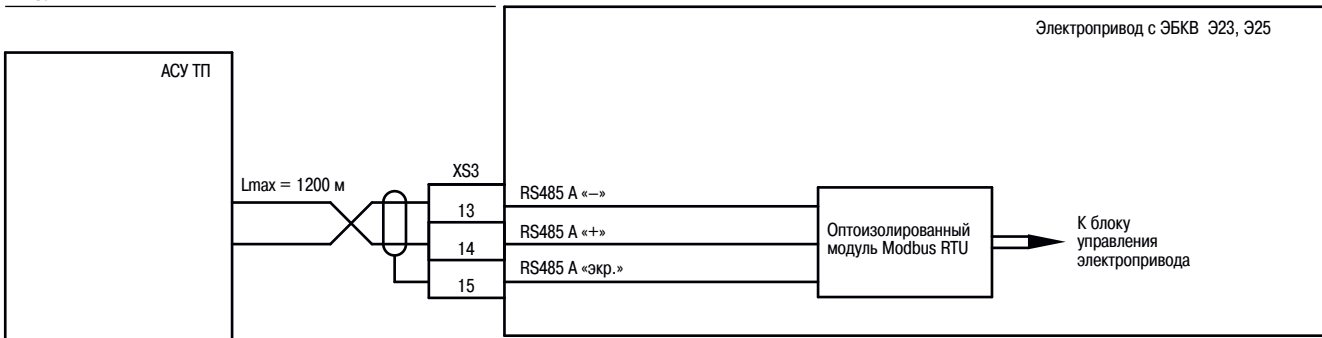 Электропривод с ЭБКВ Э23, Э25
АСУ ТП
Lmax = 1200 м
XS3
13
14
15
RS485 A «–»
RS485 A «+»
RS485 A «экр.»
Оптоизолированный
модуль Modbus RTU
К блоку
управления
электропривода